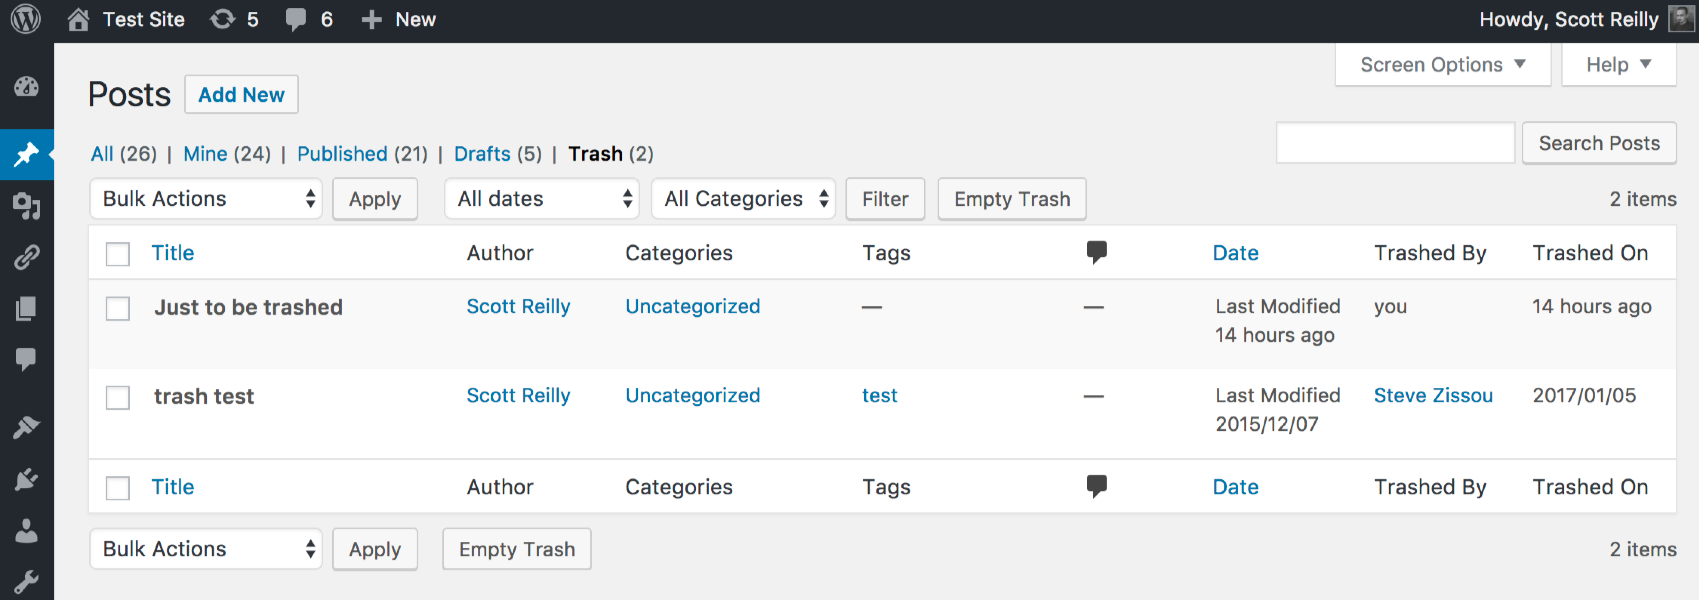 Test Site 5 6 New Howdy, Scott Reilly
Screen Options Help
Posts Add New
All (26) | Mine (24) | Published (21) | Drafts (5) | Trash (2)
Search Posts
Bulk Actions Apply All dates All Categories Filter Empty Trash 2 items
Title Author Categories Tags Date Trashed By Trashed On
Just to be trashed Scott Reilly Uncategorized — — Last Modified you 14 hours ago
14 hours ago
trash test Scott Reilly Uncategorized test — Last Modified Steve Zissou 2017/01/05
2015/12/07
Title Author Categories Tags Date Trashed By Trashed On
Bulk Actions Apply Empty Trash 2 items